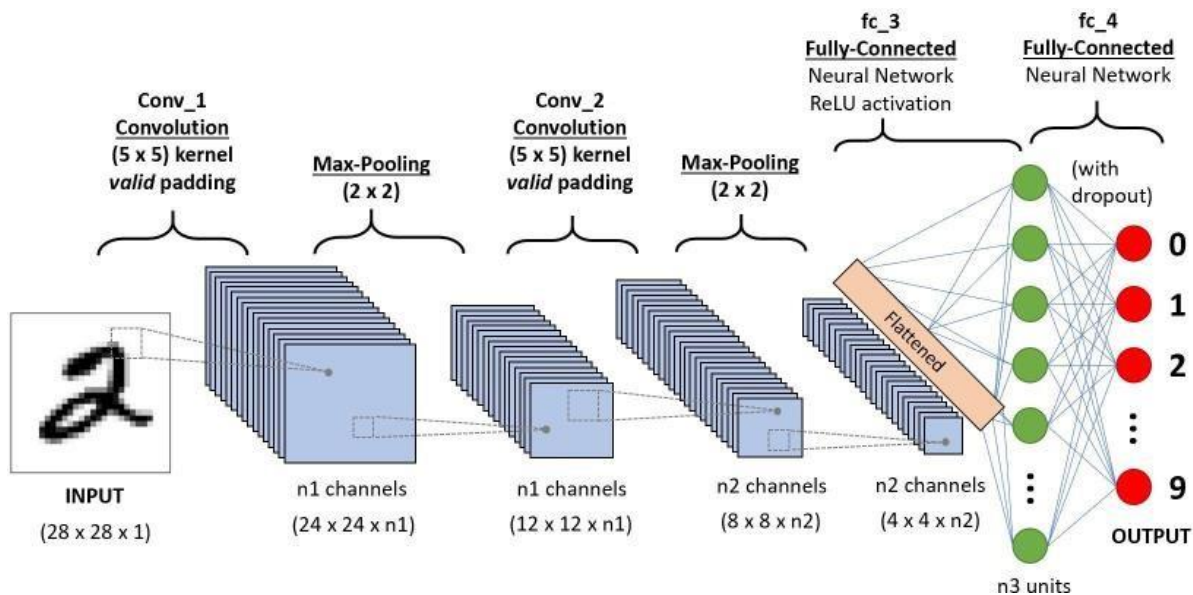 fc_3
Fully-Connected
Neural Network
ReLU activation
fc_4
Fully-Connected
Neural Network
Conv_1
Convolution
(5 x 5) kernel
valid padding
Max-Pooling
(2 x 2)
Conv_2
Convolution
(5 x 5) kernel
valid padding
Max-Pooling
(2 x 2)
(with
dropout)
Flattened
0
1
2
9
INPUT
(28 x 28 x 1)
n1 channels
(24 x 24 x n1)
n1 channels
(12 x 12 x n1)
n2 channels
(8 x 8 x n2)
n2 channels
(4 x 4 x n2)
n3 units
OUTPUT
2